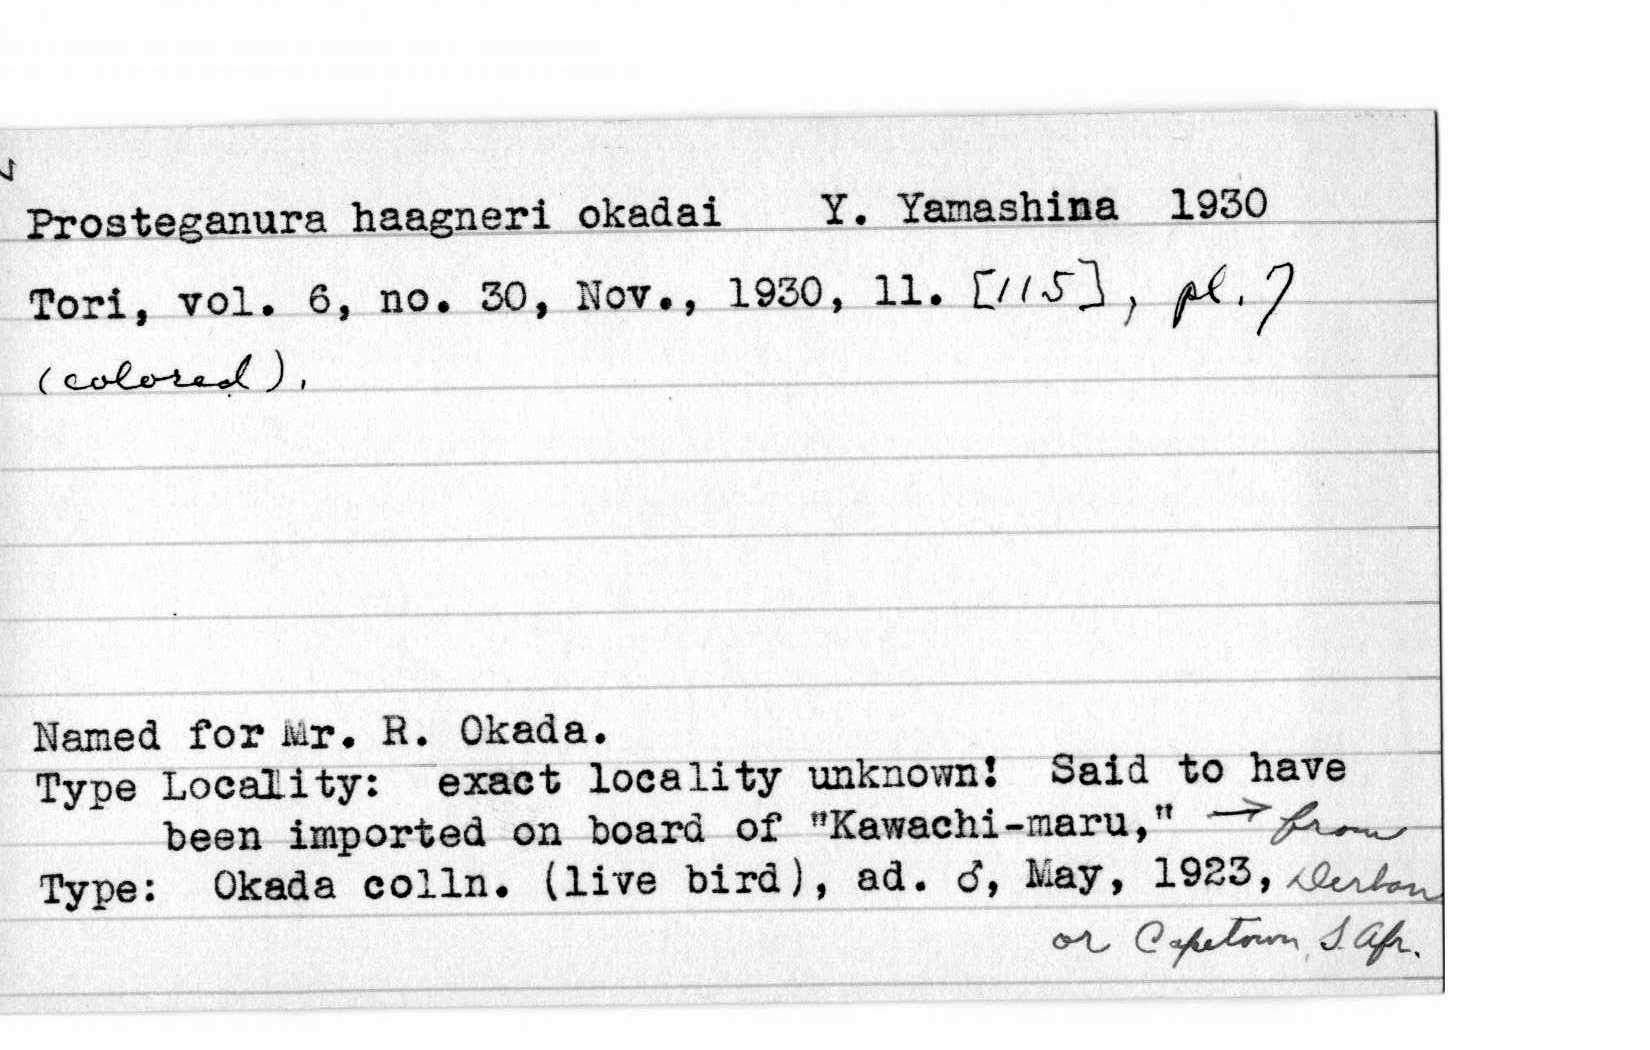 Prosteganura haagneri okadai Y. Yamashina 1930
Tori, vol. 6, no. 30, Nov., 1930, 11. [115], pl. 7
(colored).
Named for Mr. R. Okada.
Type Locality: exact locality unknown! Said to have
been imported on board of "Kawachi-maru," → from
Type: Okada colln. (live bird), ad. ♂, May, 1923, Derban
or Capetown, S. Afr.